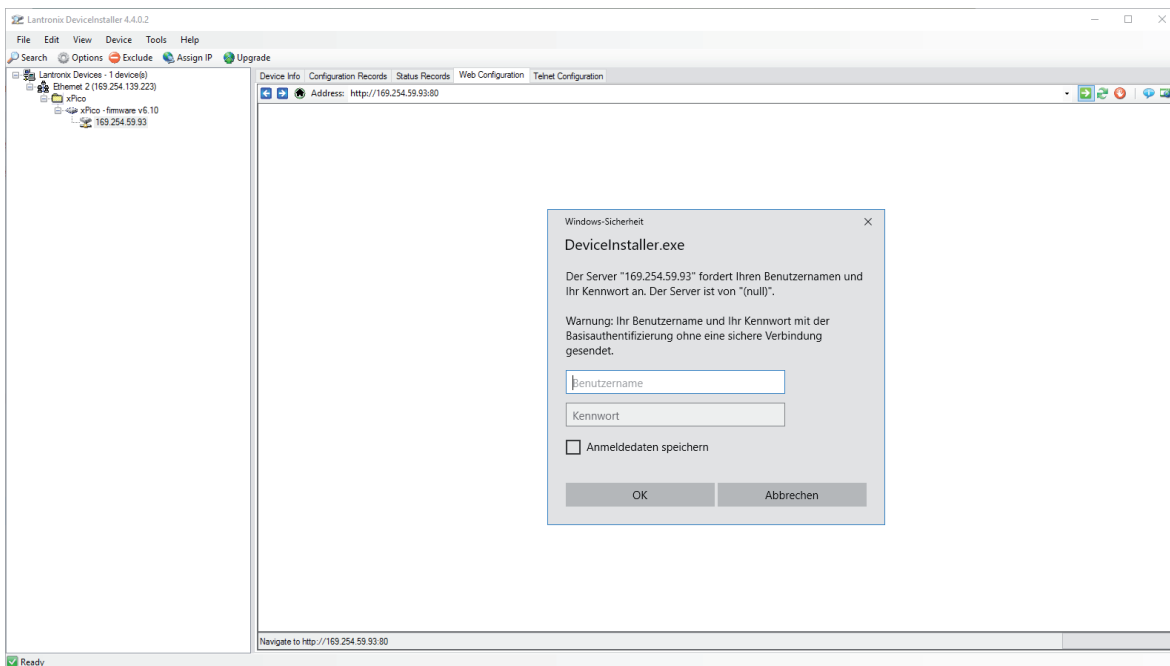 Lantronix DeviceInstaller 4.4.0.2
File Edit View Device Tools Help
Search Options Exclude Assign IP Upgrade
Lantronix Devices - 1 device(s)
Ethernet 2 (169.254.139.223)
xPico
xPico - firmware v6.10
169.254.59.93
Device Info Configuration Records Status Records Web Configuration Telnet Configuration
Address: http://169.254.59.93:80
Windows-Sicherheit
DeviceInstaller.exe
Der Server "169.254.59.93" fordert Ihren Benutzernamen und
Ihr Kennwort an. Der Server ist von "(null)".
Warnung: Ihr Benutzername und Ihr Kennwort mit der
Basisauthentifizierung ohne eine sichere Verbindung
gesendet.
Benutzername
Kennwort
Anmeldedaten speichern
OK Abbrechen
Navigate to http://169.254.59.93:80
Ready